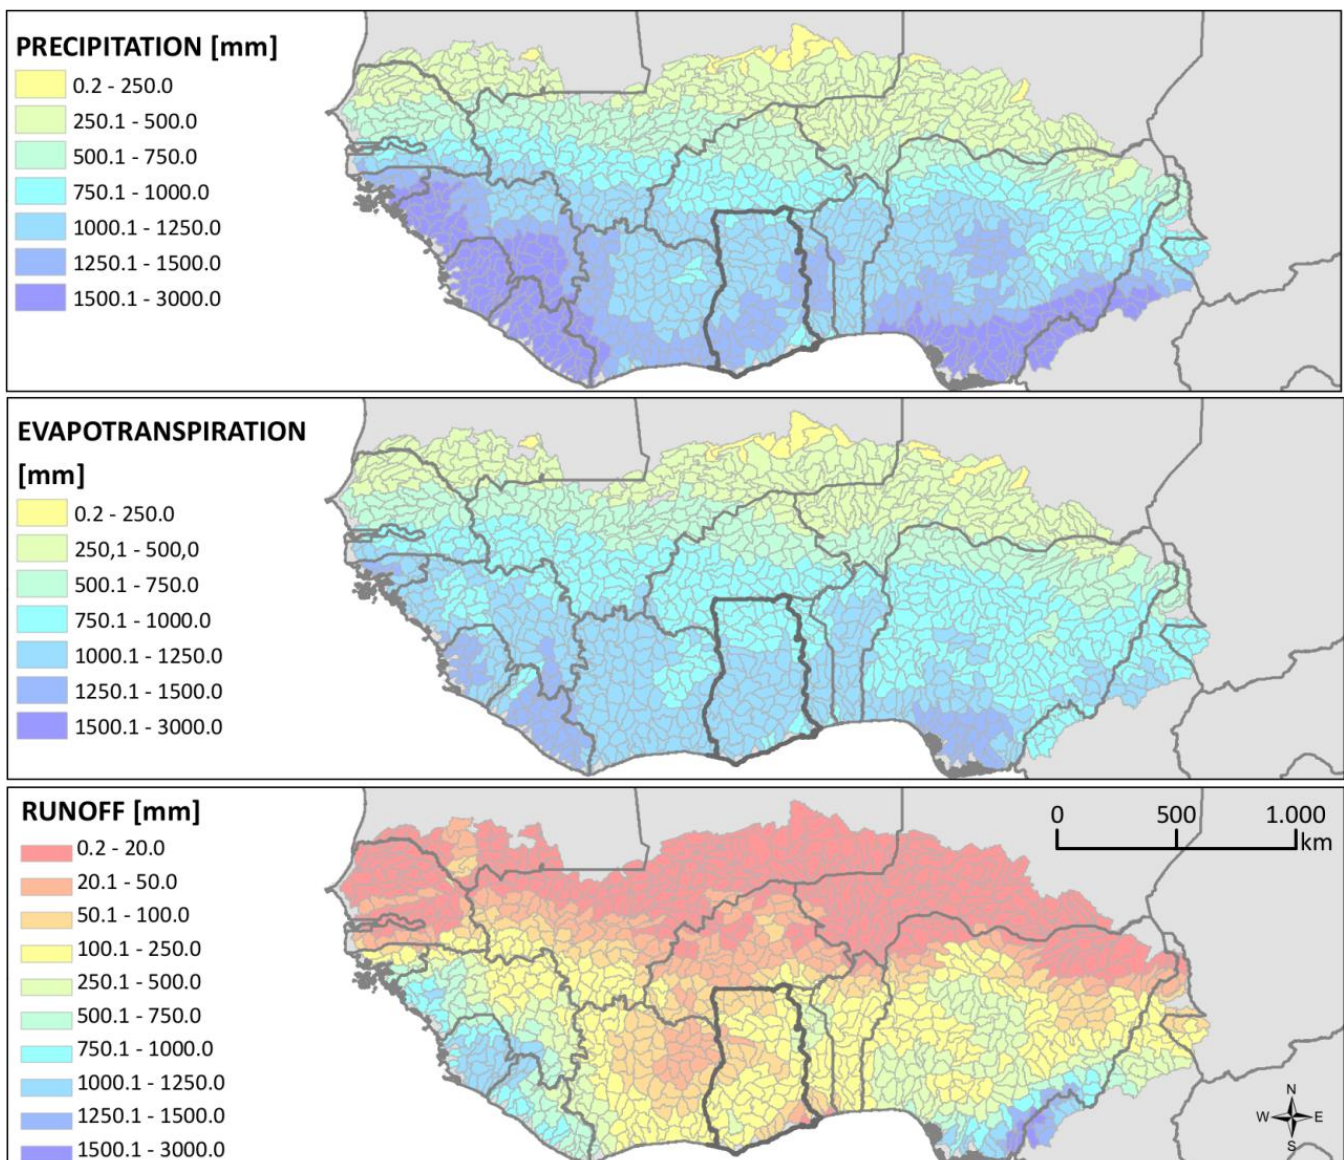 PRECIPITATION [mm]
0.2 - 250.0
250.1 - 500.0
500.1 - 750.0
750.1 - 1000.0
1000.1 - 1250.0
1250.1 - 1500.0
1500.1 - 3000.0
EVAPOTRANSPIRATION
[mm]
0.2 - 250.0
250,1 - 500,0
500.1 - 750.0
750.1 - 1000.0
1000.1 - 1250.0
1250.1 - 1500.0
1500.1 - 3000.0
RUNOFF [mm]
0.2 - 20.0
20.1 - 50.0
50.1 - 100.0
100.1 - 250.0
250.1 - 500.0
500.1 - 750.0
750.1 - 1000.0
1000.1 - 1250.0
1250.1 - 1500.0
1500.1 - 3000.0
0 500 1.000
km
N
W E
S